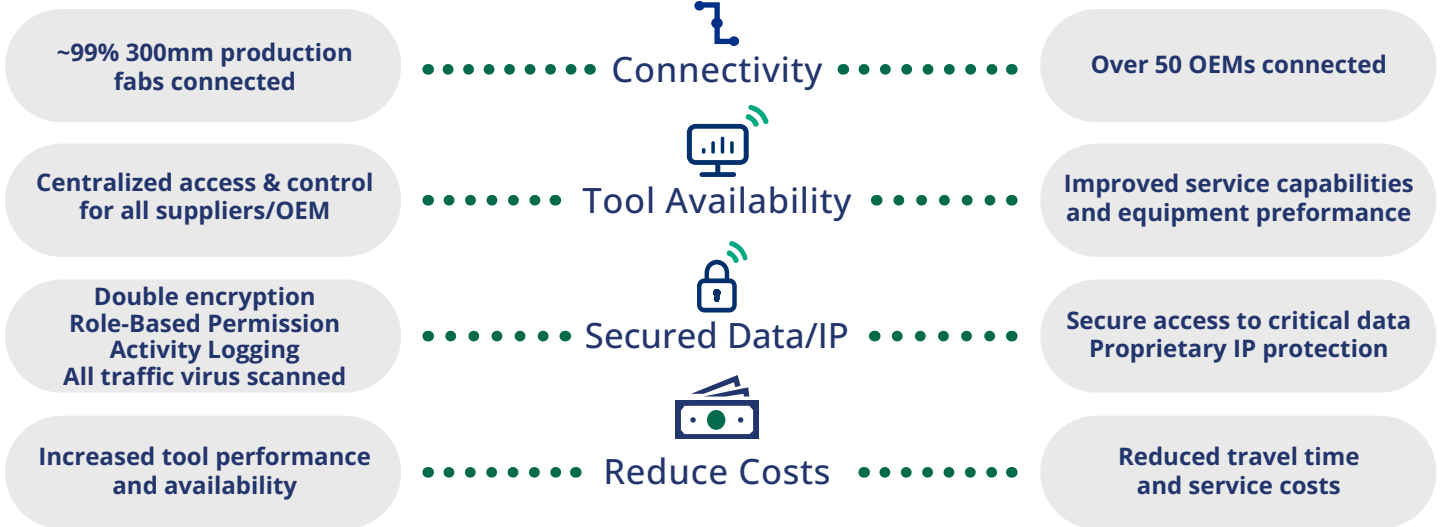 ~99% 300mm production
fabs connected
Connectivity
Over 50 OEMs connected
Centralized access & control
for all suppliers/OEM
Tool Availability
Improved service capabilities
and equipment preformance
Double encryption
Role-Based Permission
Activity Logging
All traffic virus scanned
Secured Data/IP
Secure access to critical data
Proprietary IP protection
Increased tool performance
and availability
Reduce Costs
Reduced travel time
and service costs